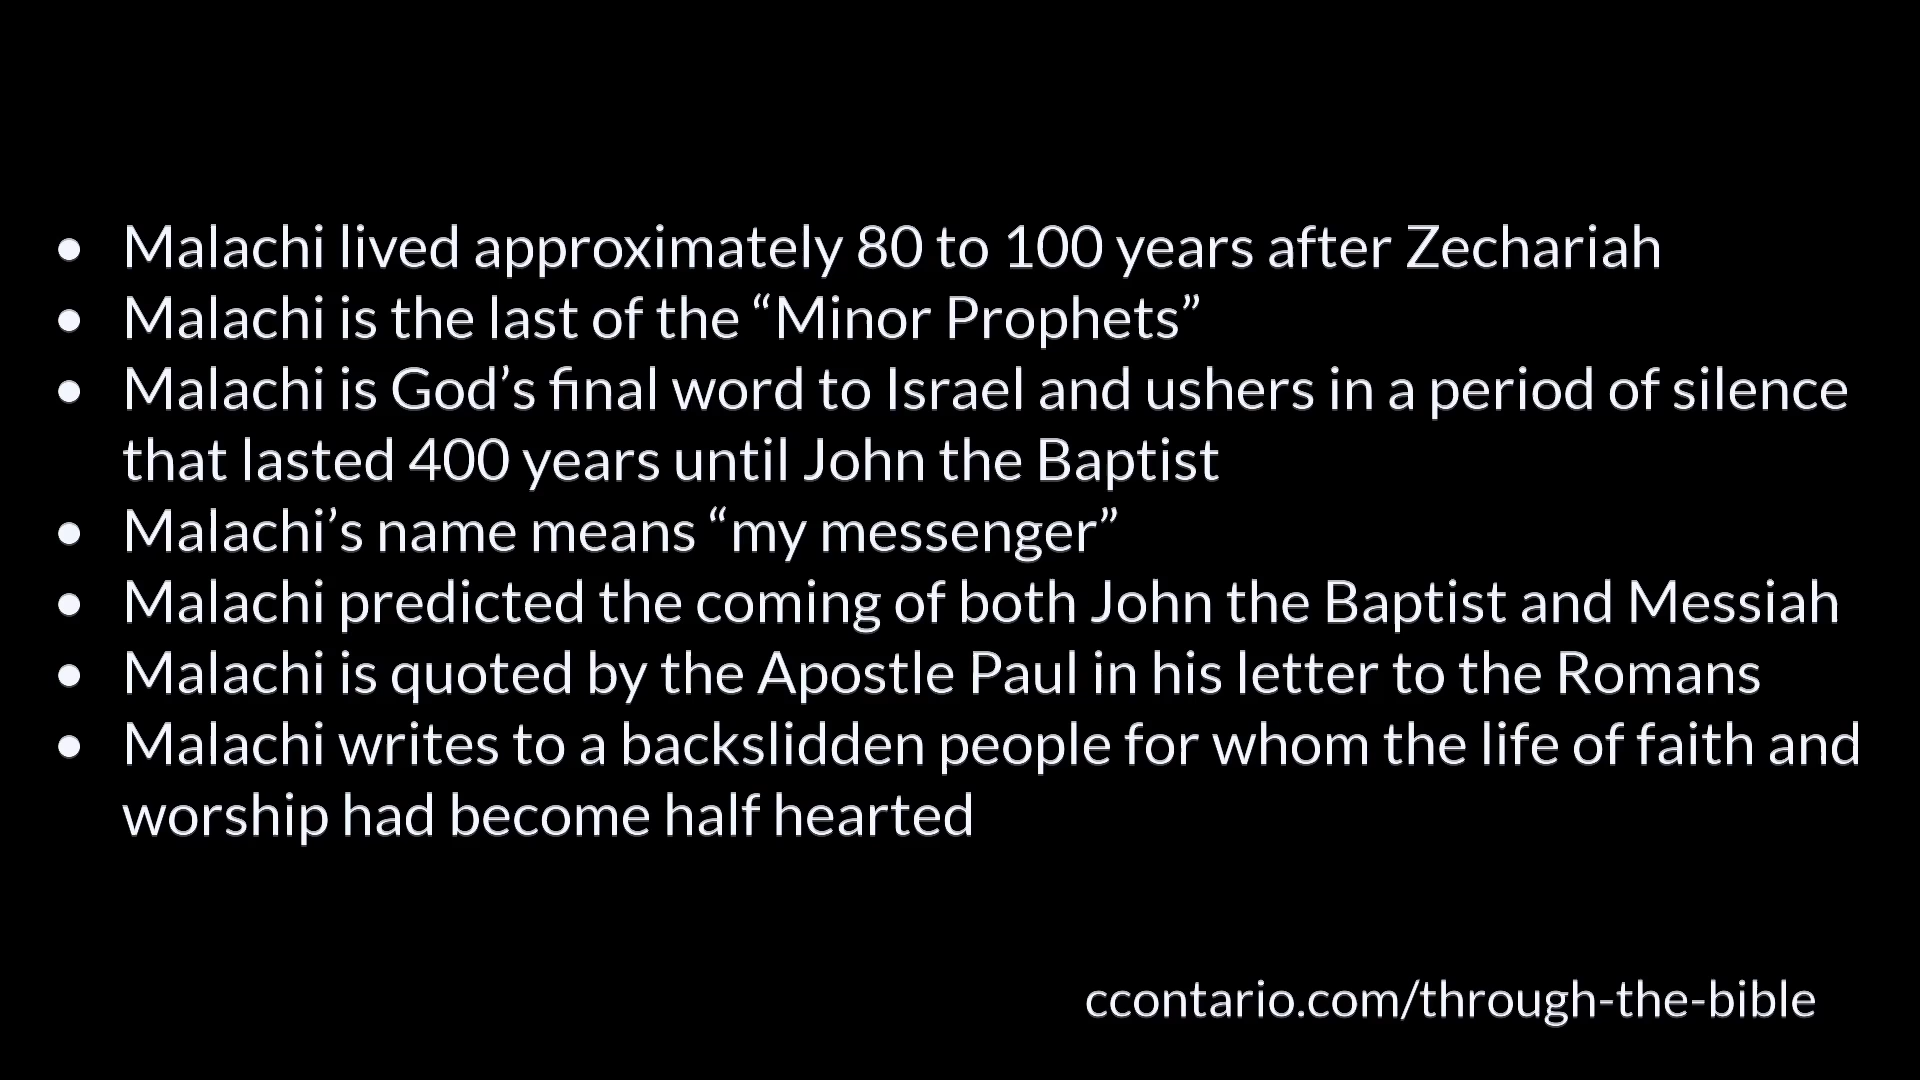 • Malachi lived approximately 80 to 100 years after Zechariah
• Malachi is the last of the “Minor Prophets”
• Malachi is God’s final word to Israel and ushers in a period of silence
that lasted 400 years until John the Baptist
• Malachi’s name means “my messenger”
• Malachi predicted the coming of both John the Baptist and Messiah
• Malachi is quoted by the Apostle Paul in his letter to the Romans
• Malachi writes to a backslidden people for whom the life of faith and
worship had become half hearted
ccontario.com/through-the-bible